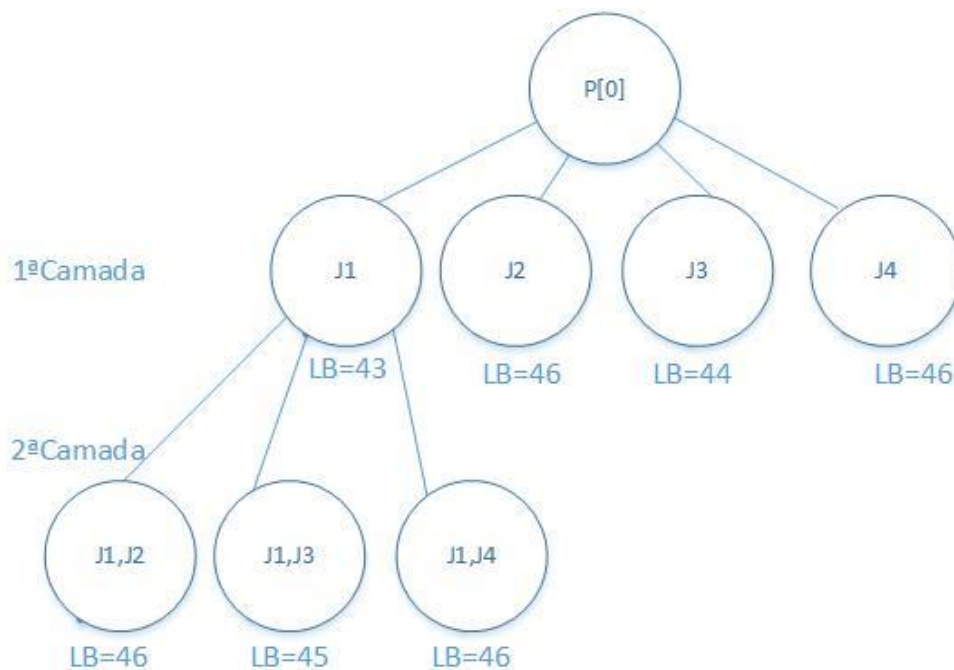 P[0]
1ªCamada
J1
J2
J3
J4
LB=43
LB=46
LB=44
LB=46
2ªCamada
J1,J2
J1,J3
J1,J4
LB=46
LB=45
LB=46